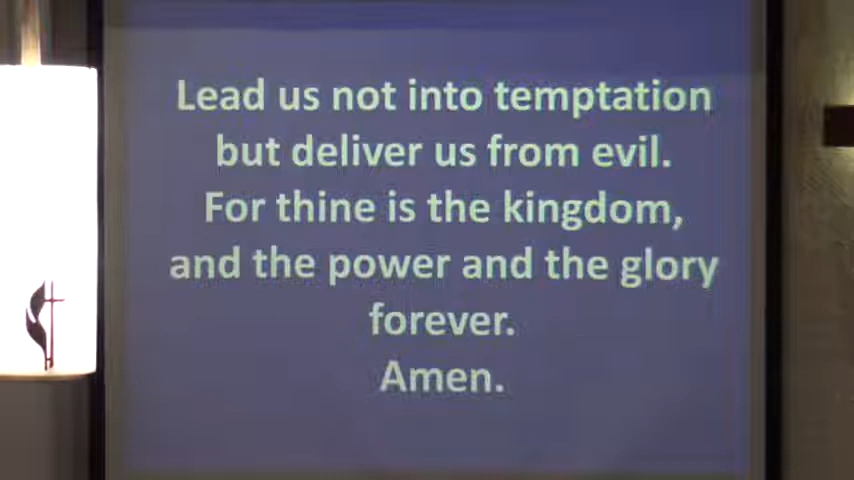 Lead us not into temptation
but deliver us from evil.
For thine is the kingdom,
and the power and the glory
forever.
Amen.